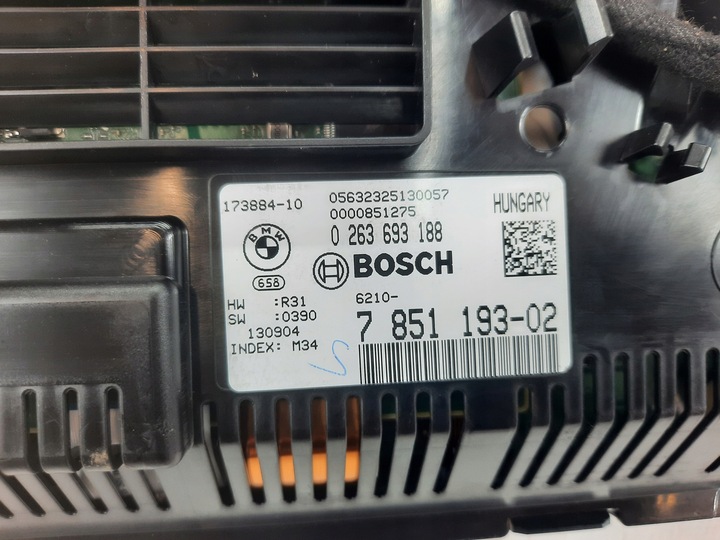 173884-10
05632325130057
0000851275
HUNGARY
BMW
0 263 693 188
658
BOSCH
HW :R31
SW :0390
130904
INDEX: M34
6210-
7 851 193-02